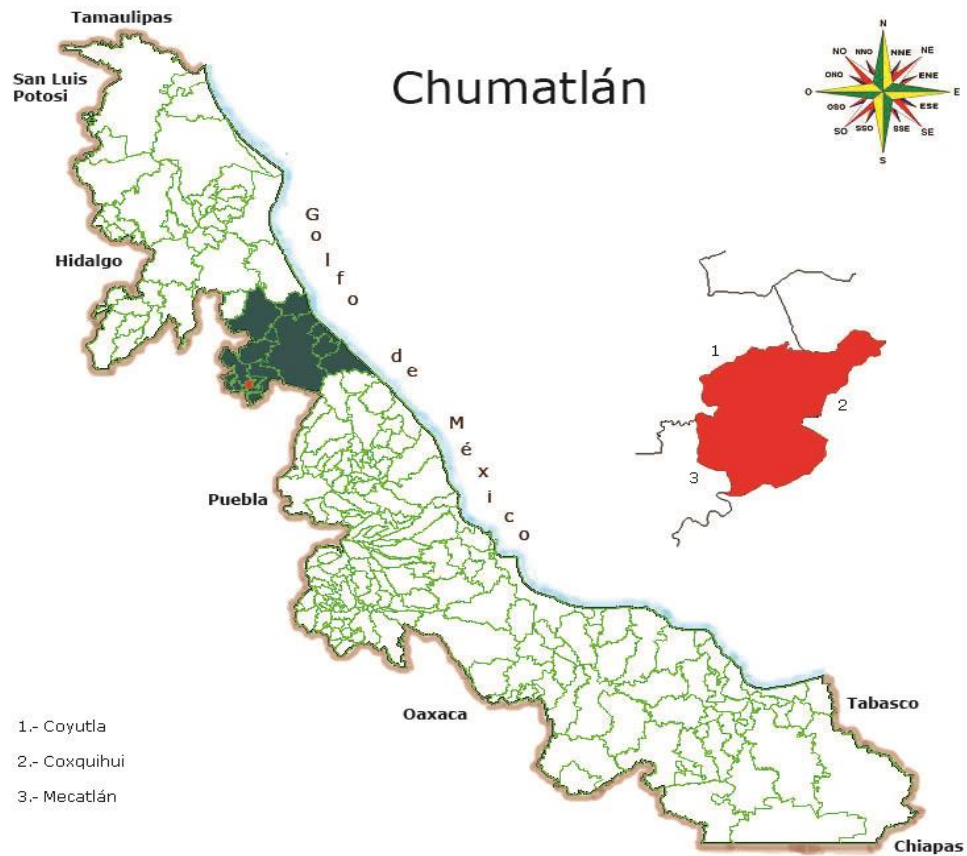 Tamaulipas
San Luis
Potosi
Chumatlán
N
NNO
NNE
NO
NE
ONO
ENE
O
E
OSO
ESE
SO
SSO
SSE
SE
S
Hidalgo
Golfo de México
1
2
3
Puebla
Oaxaca
Tabasco
Chiapas
1.- Coyutla
2.- Coxquihui
3.- Mecatlán